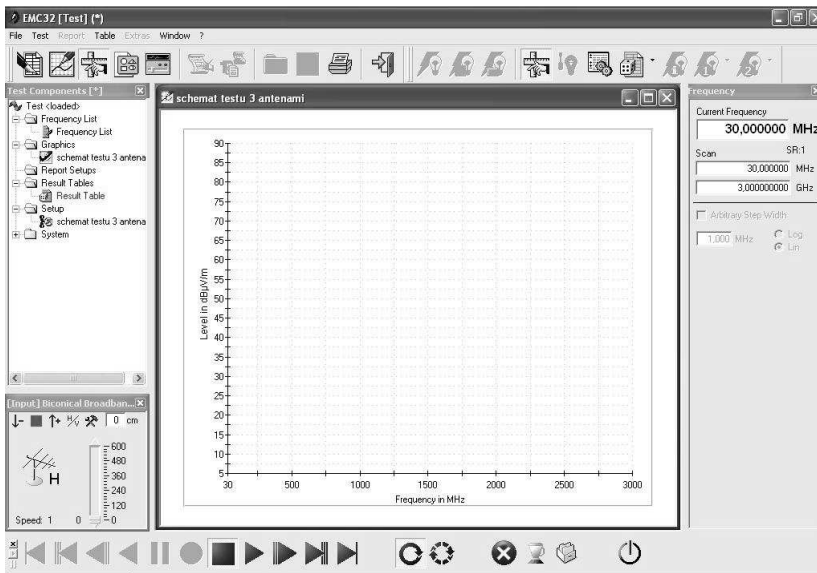 EMC32 [Test] (*)
File Test Report Table Extras Window ?
Test Components [*]
Test <loaded>
Frequency List
Frequency List
Graphics
schemat testu 3 antena
Report Setups
Result Tables
Result Table
Setup
schemat testu 3 antena
System
[Input] Biconical Broadban...
H/V
0 cm
H
600
480
360
240
120
0
Speed: 1 0
schemat testu 3 antenami
Level in dBµV/m
90
85
80
75
70
65
60
55
50
45
40
35
30
25
20
15
10
5
30 500 1000 1500 2000 2500 3000
Frequency in MHz
Frequency
Current Frequency
30,000000 MHz
Scan SR:1
30,000000 MHz
3,000000000 GHz
Arbitrary Step Width
1,000 MHz
Log
Lin